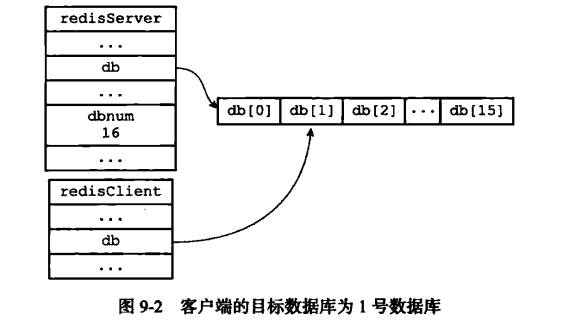 redisServer
...
db
...
dbnum
16
...
db[0] db[1] db[2] ... db[15]
redisClient
...
db
...
图 9-2 客户端的目标数据库为 1 号数据库